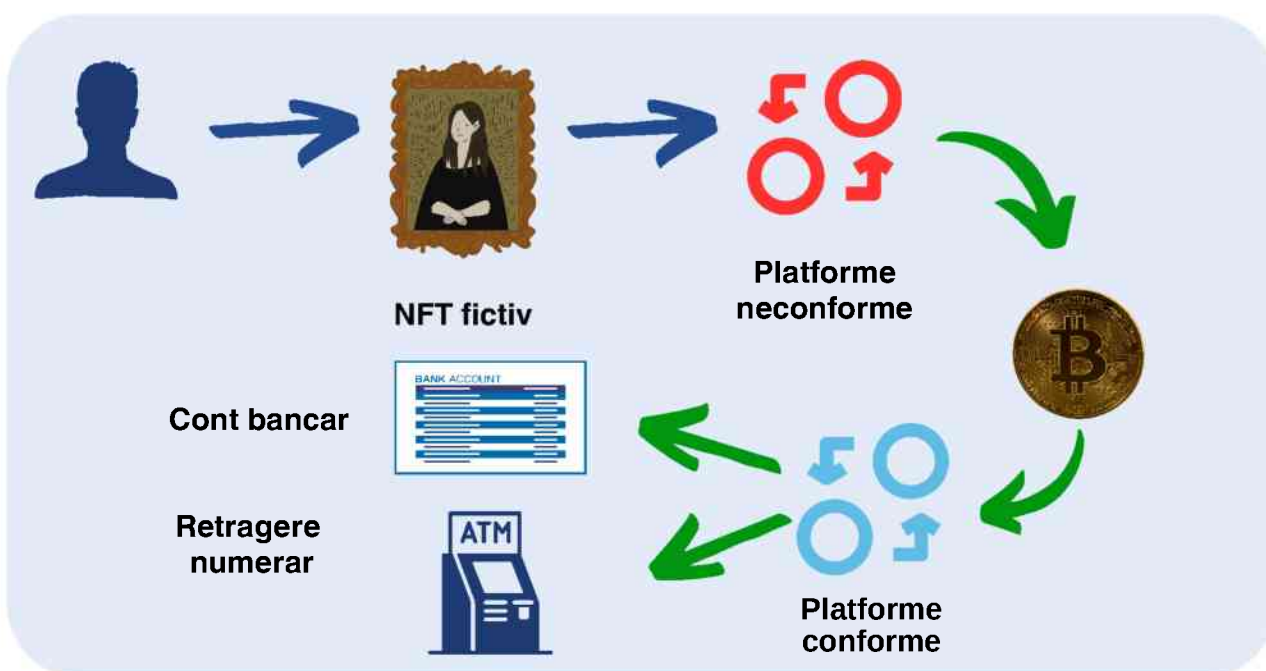 NFT fictiv
Platforme
neconforme
BANK ACCOUNT
Cont bancar
Retragere
numerar
ATM
Platforme
conforme